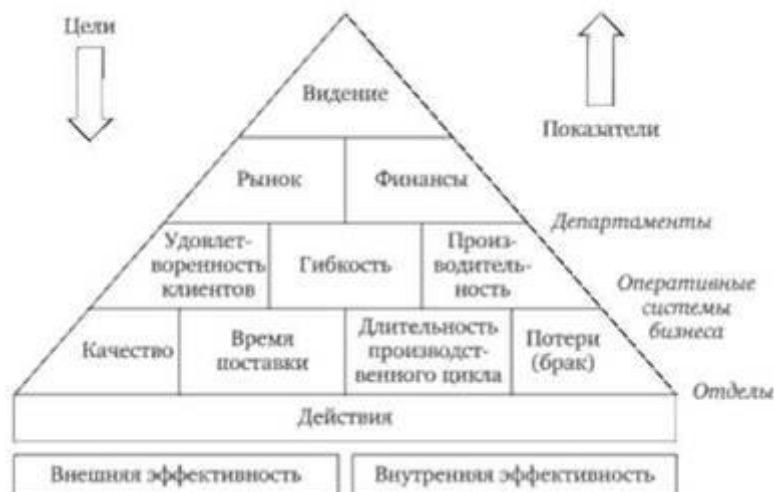 Цели
Видение
Показатели
Рынок
Финансы
Департаменты
Удовлет-
воренность
клиентов
Гибкость
Произ-
водитель-
ность
Оперативные
системы
бизнеса
Качество
Время
поставки
Длительность
производст-
венного цикла
Потери
(брак)
Отделы
Действия
Внешняя эффективность
Внутренняя эффективность